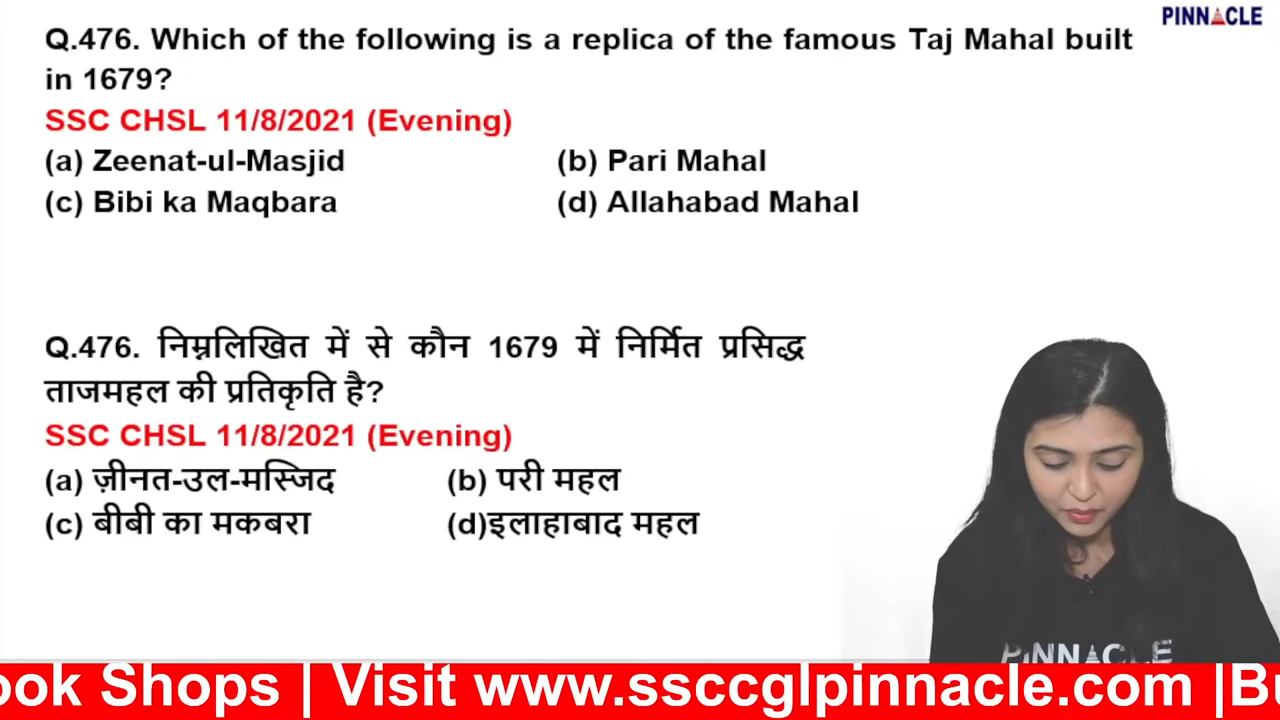 PINNACLE
Q.476. Which of the following is a replica of the famous Taj Mahal built
in 1679?
SSC CHSL 11/8/2021 (Evening)
(a) Zeenat-ul-Masjid (b) Pari Mahal
(c) Bibi ka Maqbara (d) Allahabad Mahal
Q.476. निम्नलिखित में से कौन 1679 में निर्मित प्रसिद्ध
ताजमहल की प्रतिकृति है?
SSC CHSL 11/8/2021 (Evening)
(a) ज़ीनत-उल-मस्जिद (b) परी महल
(c) बीबी का मकबरा (d)इलाहाबाद महल
PINNACLE
ook Shops | Visit www.ssccglpinnacle.com |